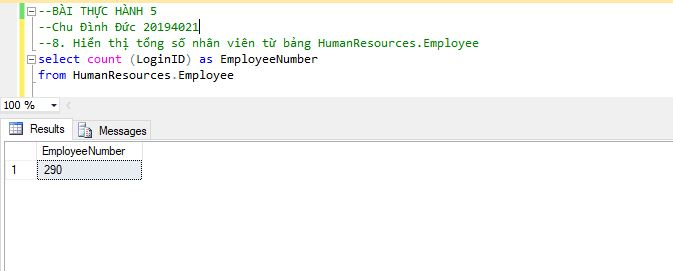 --BÀI THỰC HÀNH 5
--Chu Đình Đức 20194021
--8. Hiển thị tổng số nhân viên từ bảng HumanResources.Employee
select count (LoginID) as EmployeeNumber
from HumanResources.Employee
100 %
Results Messages
EmployeeNumber
1 290